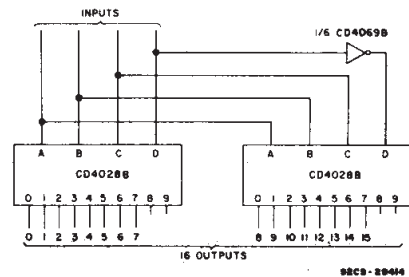 INPUTS
1/6 CD4069B
A B C D
A B C D
CD4028B
CD4028B
0 1 2 3 4 5 6 7 8 9
0 1 2 3 4 5 6 7 8 9
0 1 2 3 4 5 6 7
8 9 10 11 12 13 14 15
16 OUTPUTS
92CS-29414